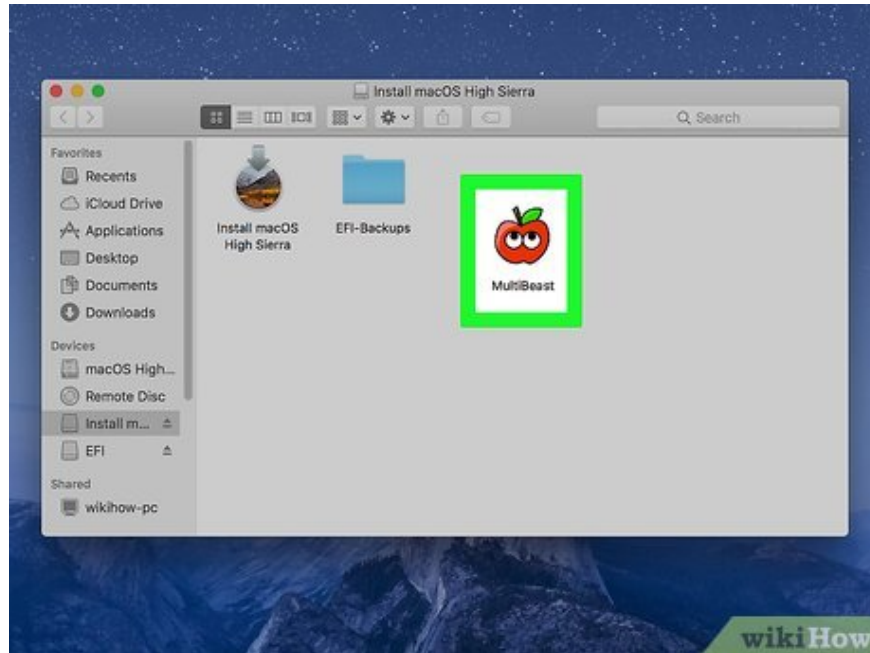 Install macOS High Sierra
Search
Favorites
Recents
iCloud Drive
Applications
Desktop
Documents
Downloads
Devices
macOS High...
Remote Disc
Install m...
EFI
Shared
wikihow-pc
Install macOS
High Sierra
EFI-Backups
MultiBeast
wikiHow